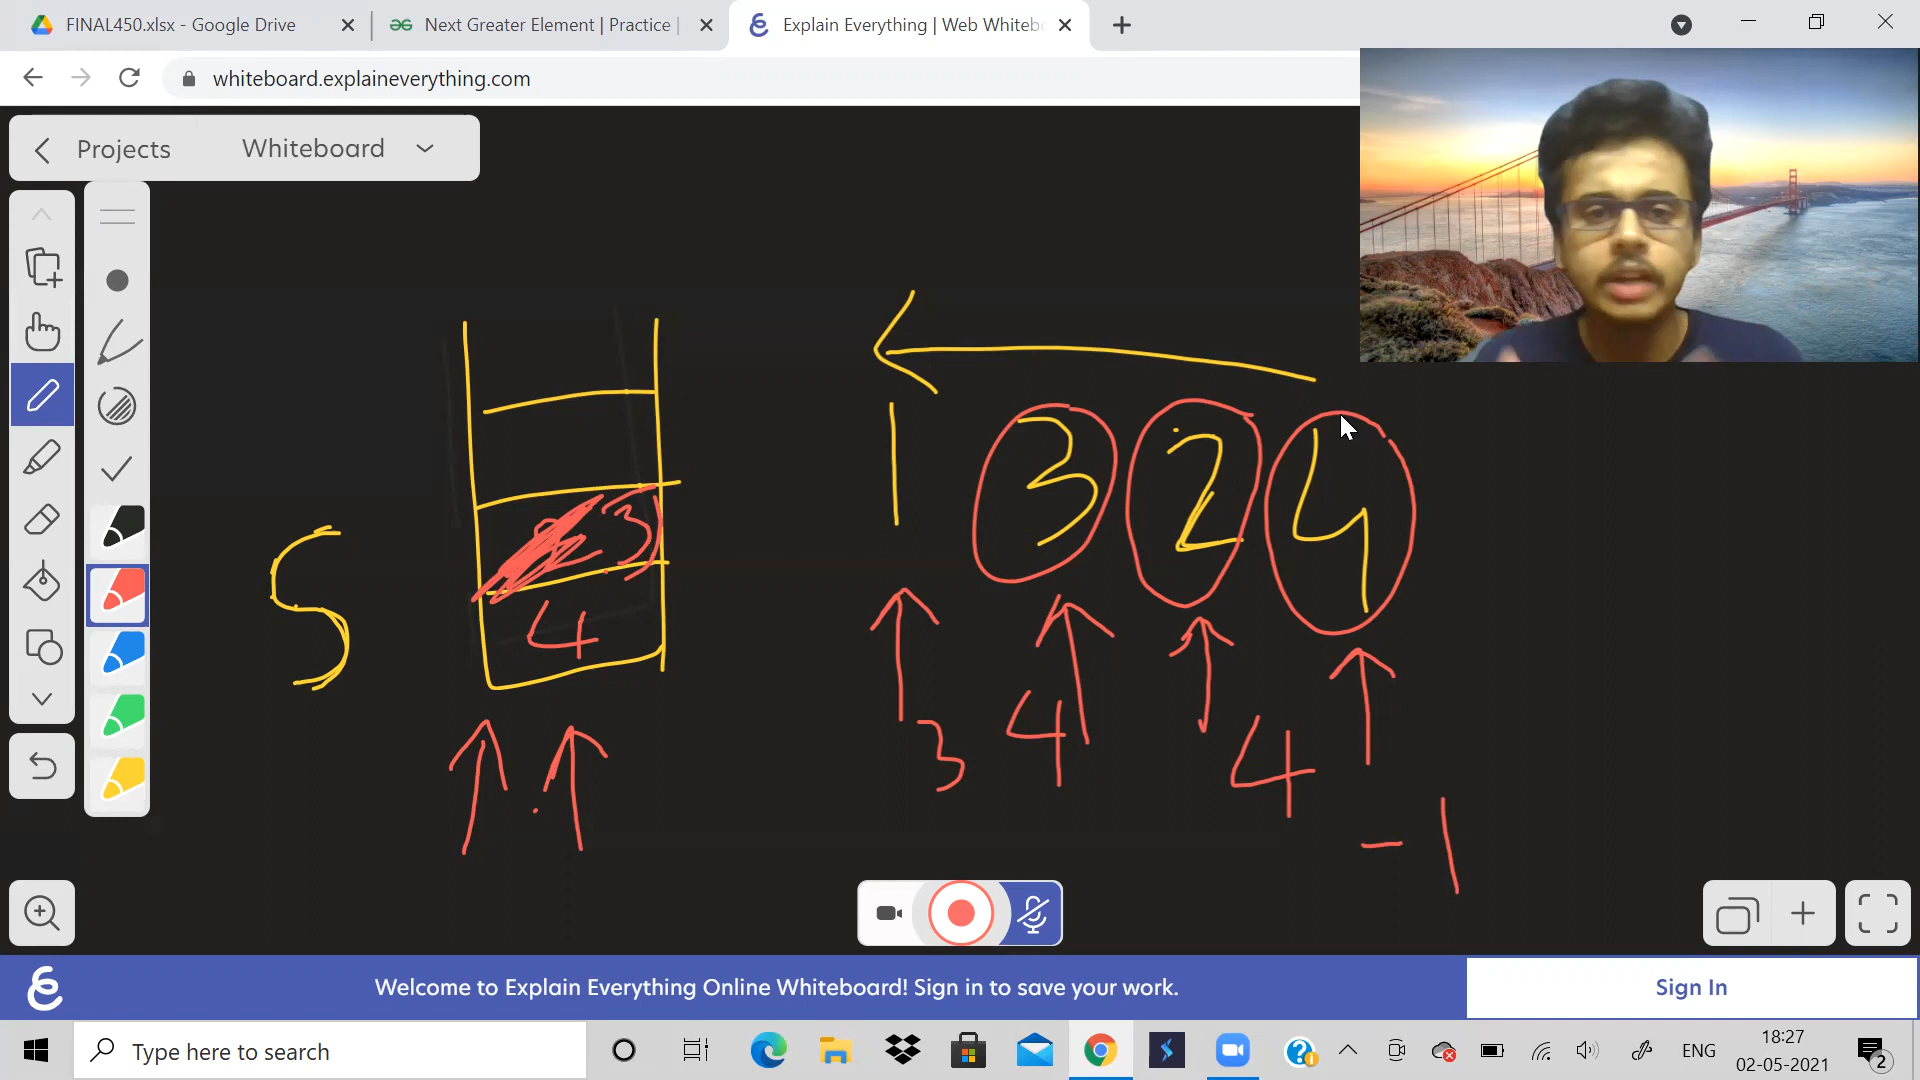 FINAL450.xlsx - Google Drive
Next Greater Element | Practice |
Explain Everything | Web Whiteb
whiteboard.explaineverything.com
Projects
Whiteboard
1 3 2 4
S
2 3
4
3 4 4 -1
Welcome to Explain Everything Online Whiteboard! Sign in to save your work.
Sign In
Type here to search
ENG
18:27
02-05-2021
2